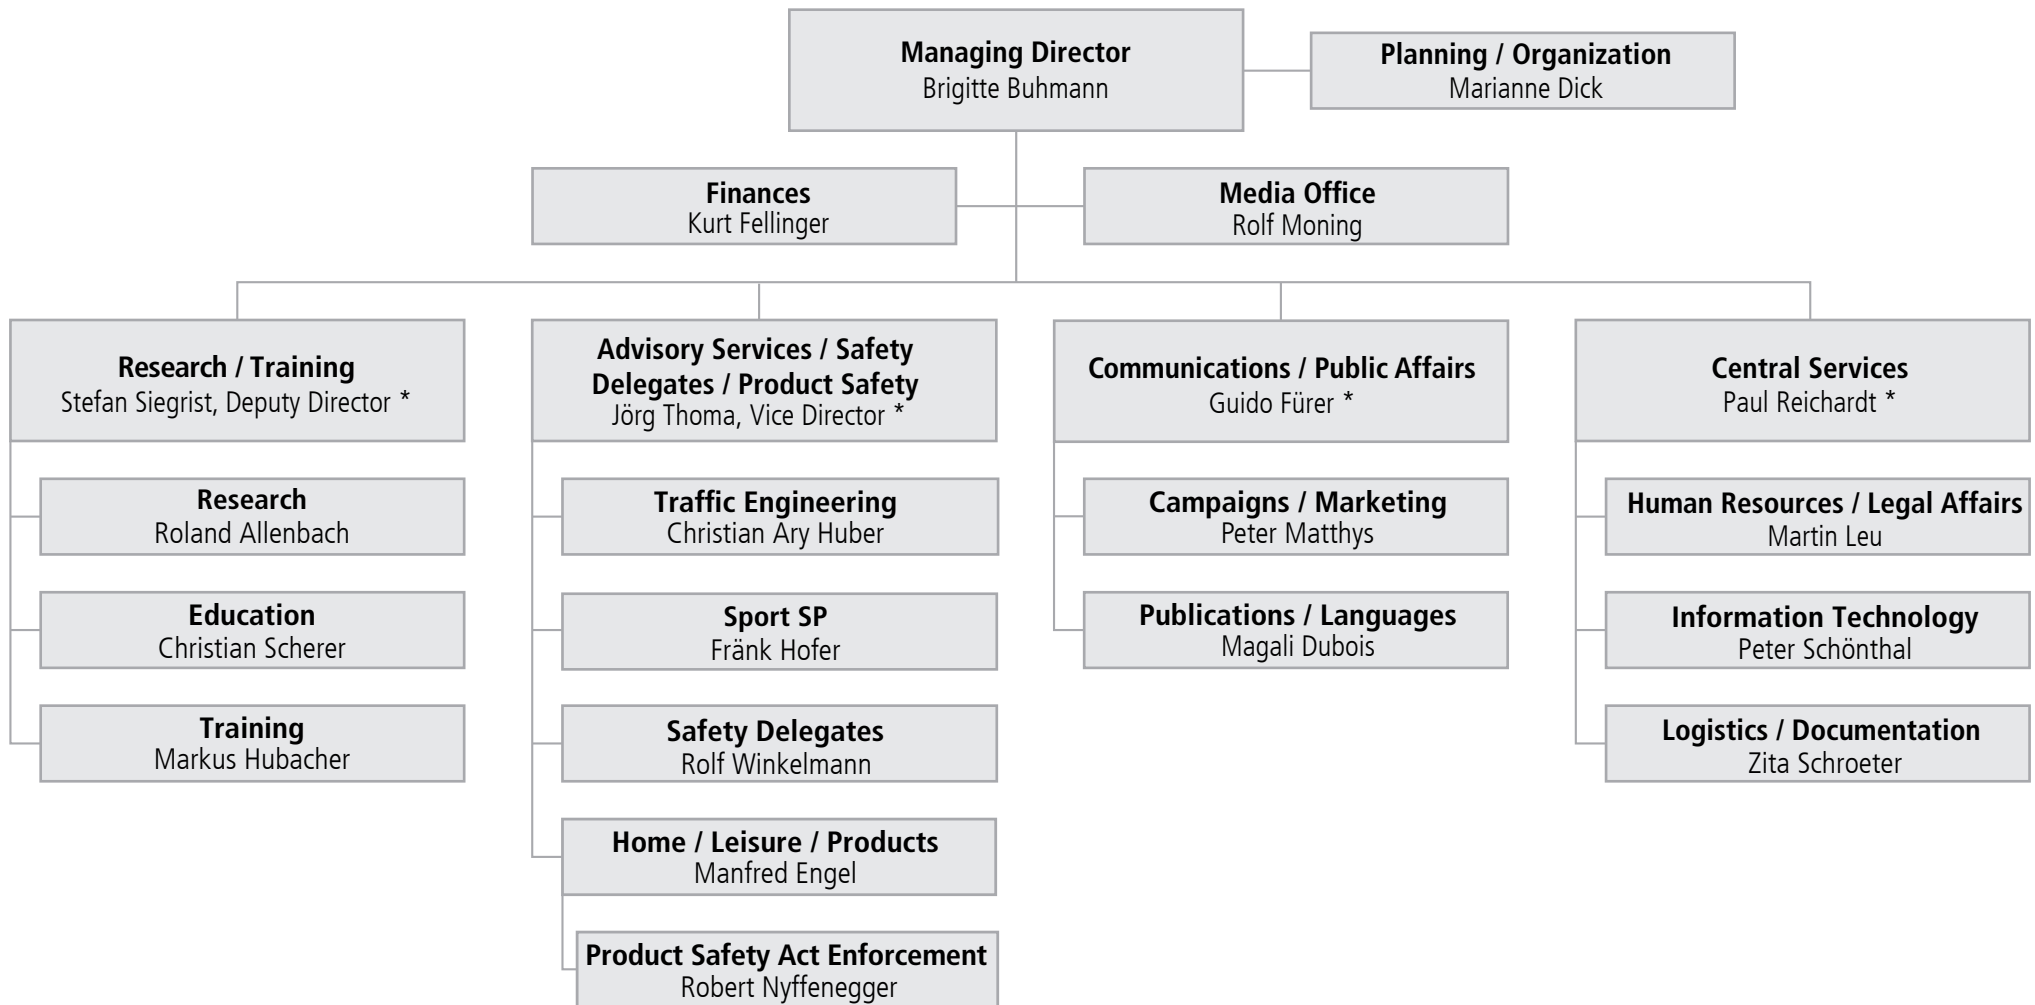 Managing Director
Brigitte Buhmann
Planning / Organization
Marianne Dick
Finances
Kurt Fellinger
Media Office
Rolf Moning
Research / Training
Stefan Siegrist, Deputy Director *
Research
Roland Allenbach
Education
Christian Scherer
Training
Markus Hubacher
Advisory Services / Safety
Delegates / Product Safety
Jörg Thoma, Vice Director *
Traffic Engineering
Christian Ary Huber
Sport SP
Fränk Hofer
Safety Delegates
Rolf Winkelmann
Home / Leisure / Products
Manfred Engel
Product Safety Act Enforcement
Robert Nyffenegger
Communications / Public Affairs
Guido Fürer *
Campaigns / Marketing
Peter Matthys
Publications / Languages
Magali Dubois
Central Services
Paul Reichardt *
Human Resources / Legal Affairs
Martin Leu
Information Technology
Peter Schönthal
Logistics / Documentation
Zita Schroeter